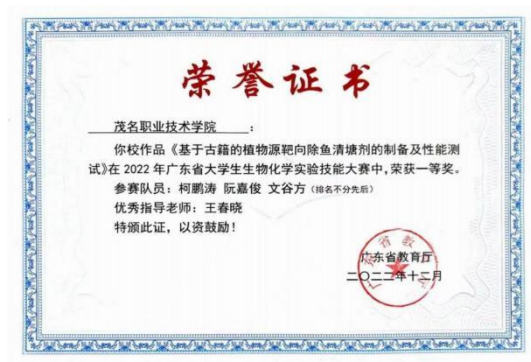 荣誉证书
茂名职业技术学院：
你校作品《基于古籍的植物源靶向除鱼清塘剂的制备及性能测
试》在2022年广东省大学生生物化学实验技能大赛中，荣获一等奖。
参赛队员：柯鹏涛 阮嘉俊 文谷方（排名不分先后）
优秀指导老师：王春晓
特颁此证，以资鼓励！
广东省教育厅
二〇二二年十二月